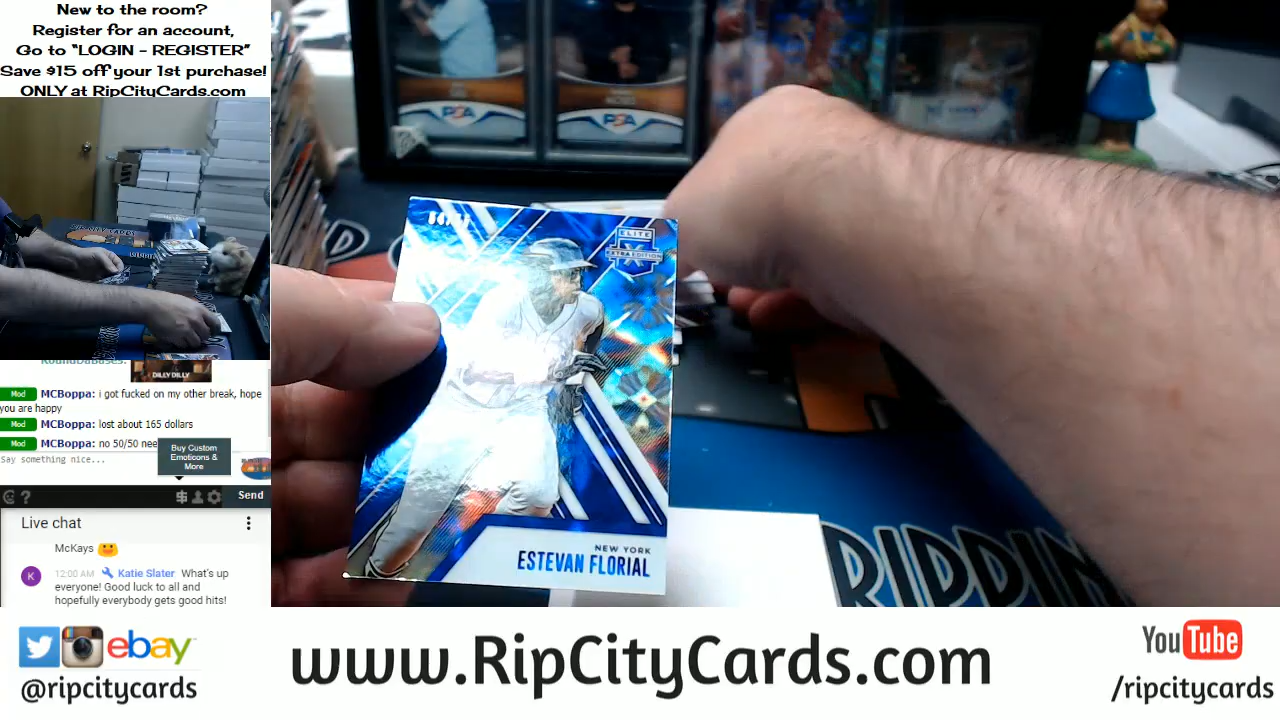 New to the room?
Register for an account,
Go to "LOGIN - REGISTER"
Save $15 off your 1st purchase!
ONLY at RipCityCards.com
PSA
PSA
ELITE
EXTRA EDITION
NEW YORK
ESTEVAN FLORIAL
RIPPIN
D
RoundDaBases:
DILLY DILLY
Mod MCBoppa: i got fucked on my other break, hope
you are happy
Mod MCBoppa: lost about 165 dollars
Mod MCBoppa: no 50/50 nee
Buy Custom
Emoticons &
More
Say something nice...
Send
Live chat
McKays
K 12:00 AM Katie Slater What's up
everyone! Good luck to all and
hopefully everybody gets good hits!
ebay
@ripcitycards
www.RipCityCards.com
YouTube
/ripcitycards